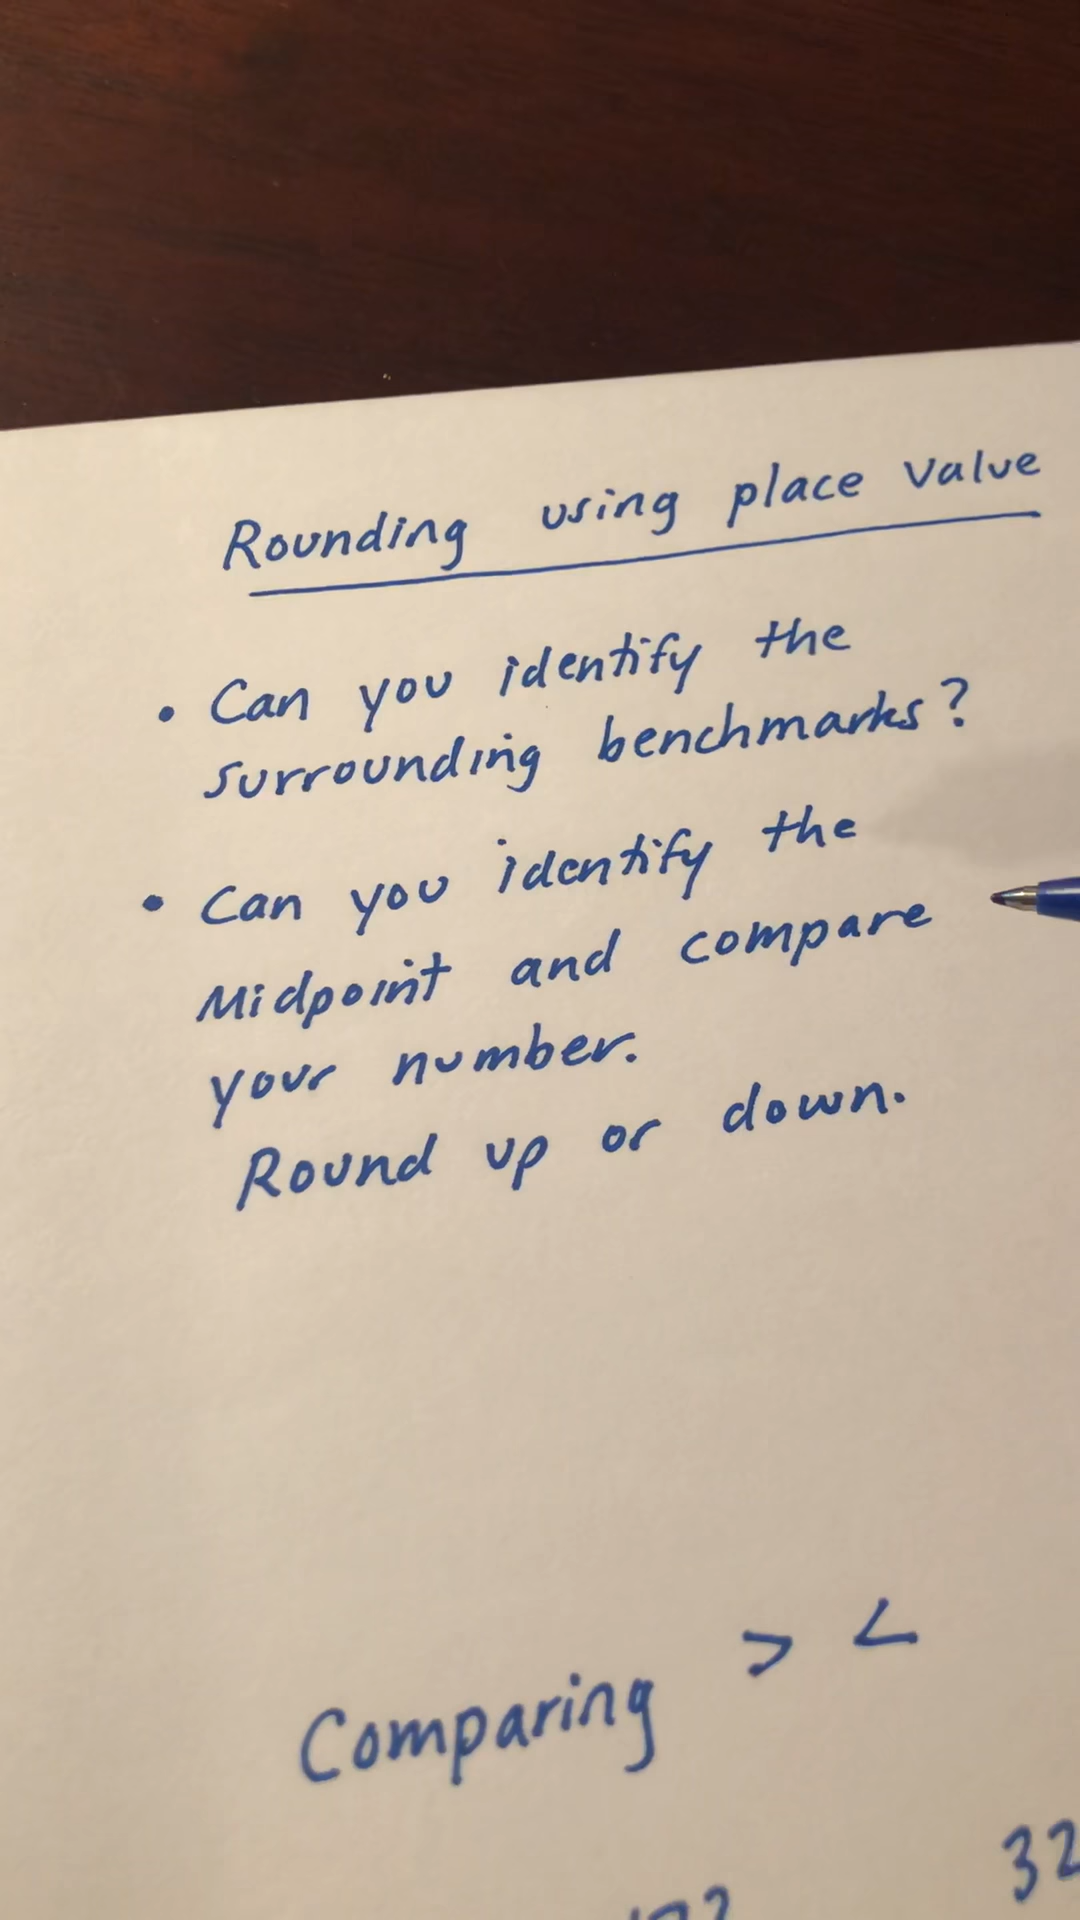 Rounding using place value
• Can you identify the
surrounding benchmarks?
• Can you identify the
Midpoint and compare
your number.
Round up or down.
Comparing > <
32